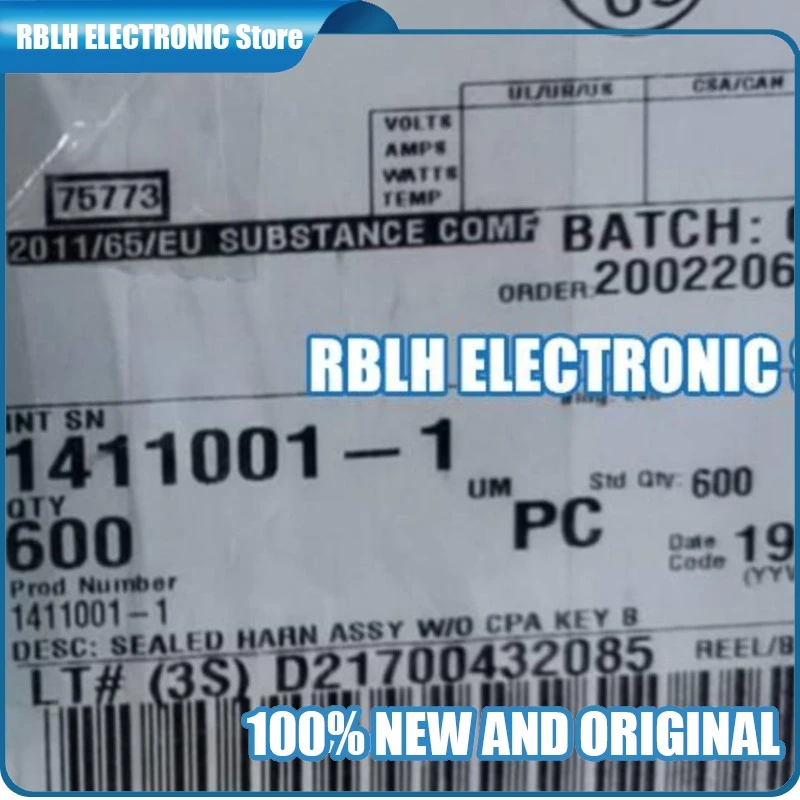 RBLH ELECTRONIC Store
UL/UR/US CSA/CAN
VOLTS
AMPS
WATTS
TEMP
75773
2011/65/EU SUBSTANCE COMP
BATCH:
ORDER:2002206
RBLH ELECTRONIC
INT SN
1411001-1
UM PC
Std Qty: 600
QTY
600
Date Code 19
(YYW
Prod Number
1411001-1
DESC: SEALED HARN ASSY W/O CPA KEY B
LT# (3S) D21700432085 REEL/B
100% NEW AND ORIGINAL